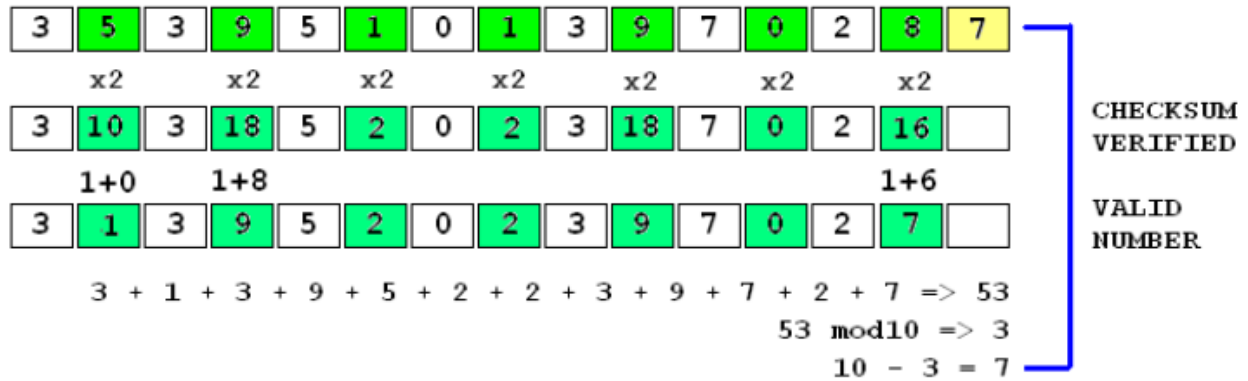 3 5 3 9 5 1 0 1 3 9 7 0 2 8 7
x2 x2 x2 x2 x2 x2 x2
3 10 3 18 5 2 0 2 3 18 7 0 2 16
1+0 1+8 1+6
3 1 3 9 5 2 0 2 3 9 7 0 2 7
3 + 1 + 3 + 9 + 5 + 2 + 2 + 3 + 9 + 7 + 2 + 7 => 53
53 mod10 => 3
10 - 3 = 7
CHECKSUM
VERIFIED
VALID
NUMBER